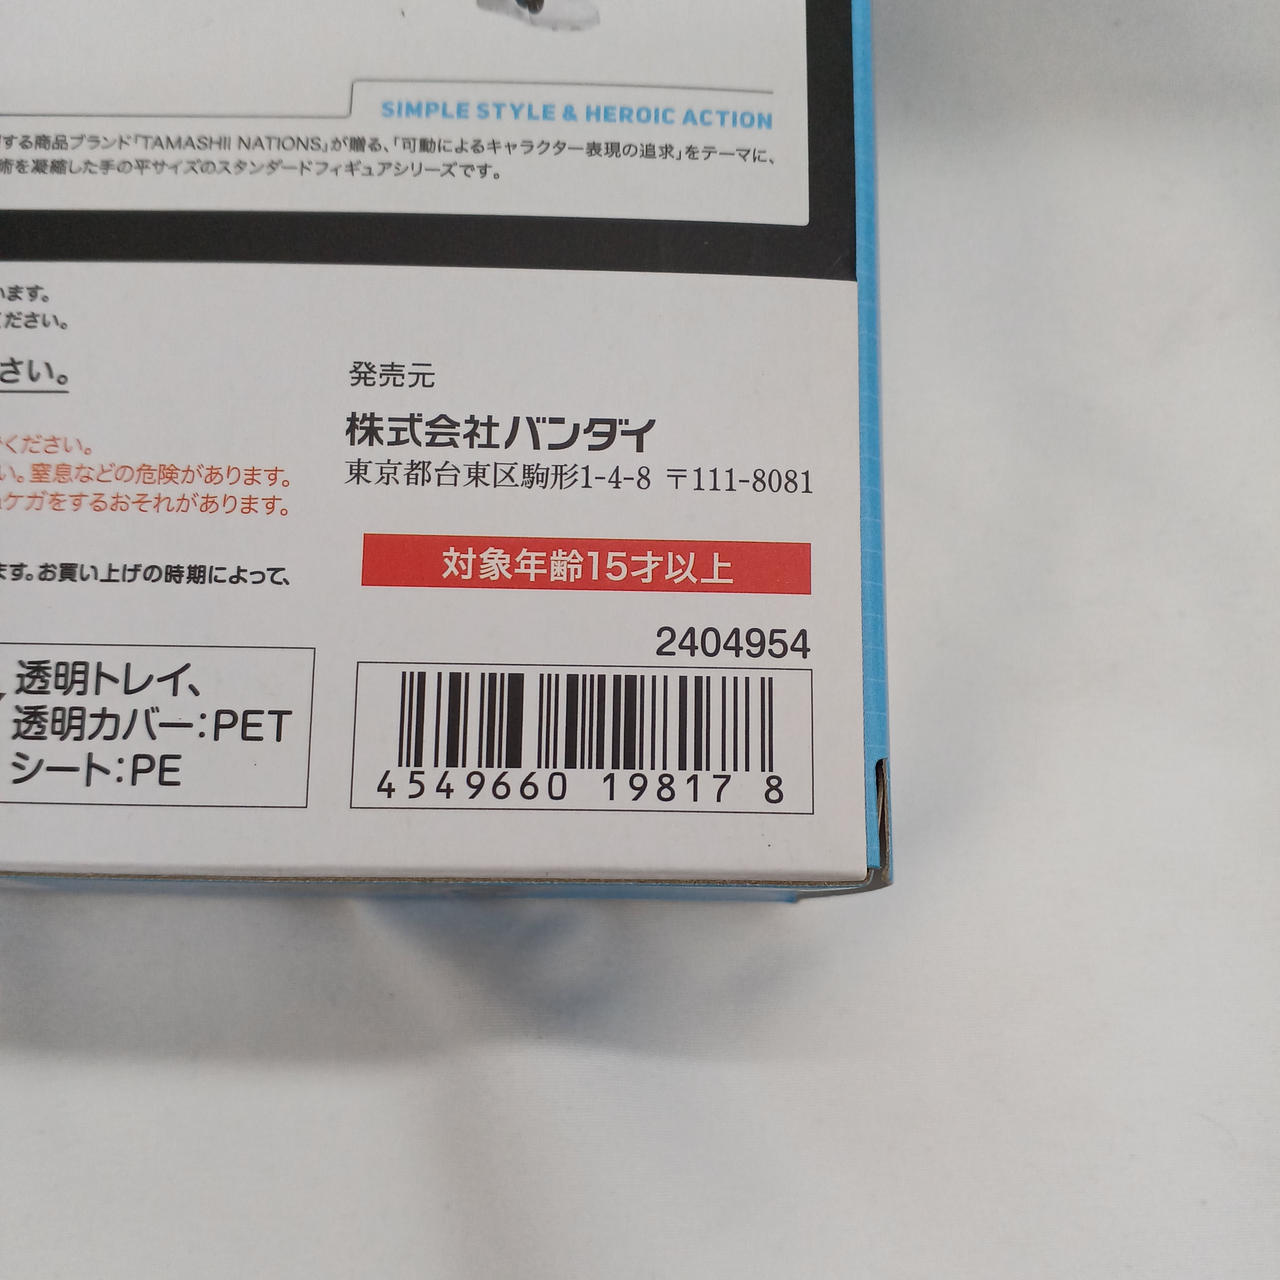 SIMPLE STYLE & HEROIC ACTION
する商品ブランド「TAMASHII NATIONS」が贈る、「可動によるキャラクター表現の追求」をテーマに、
術を凝縮した手の平サイズのスタンダードフィギュアシリーズです。
います。
ください。
さい。
ください。
い。窒息などの危険があります。
ケガをするおそれがあります。
ます。お買い上げの時期によって、
透明トレイ、
透明カバー:PET
シート:PE
発売元
株式会社バンダイ
東京都台東区駒形1-4-8 〒111-8081
対象年齢15才以上
2404954
4549660 19817 8